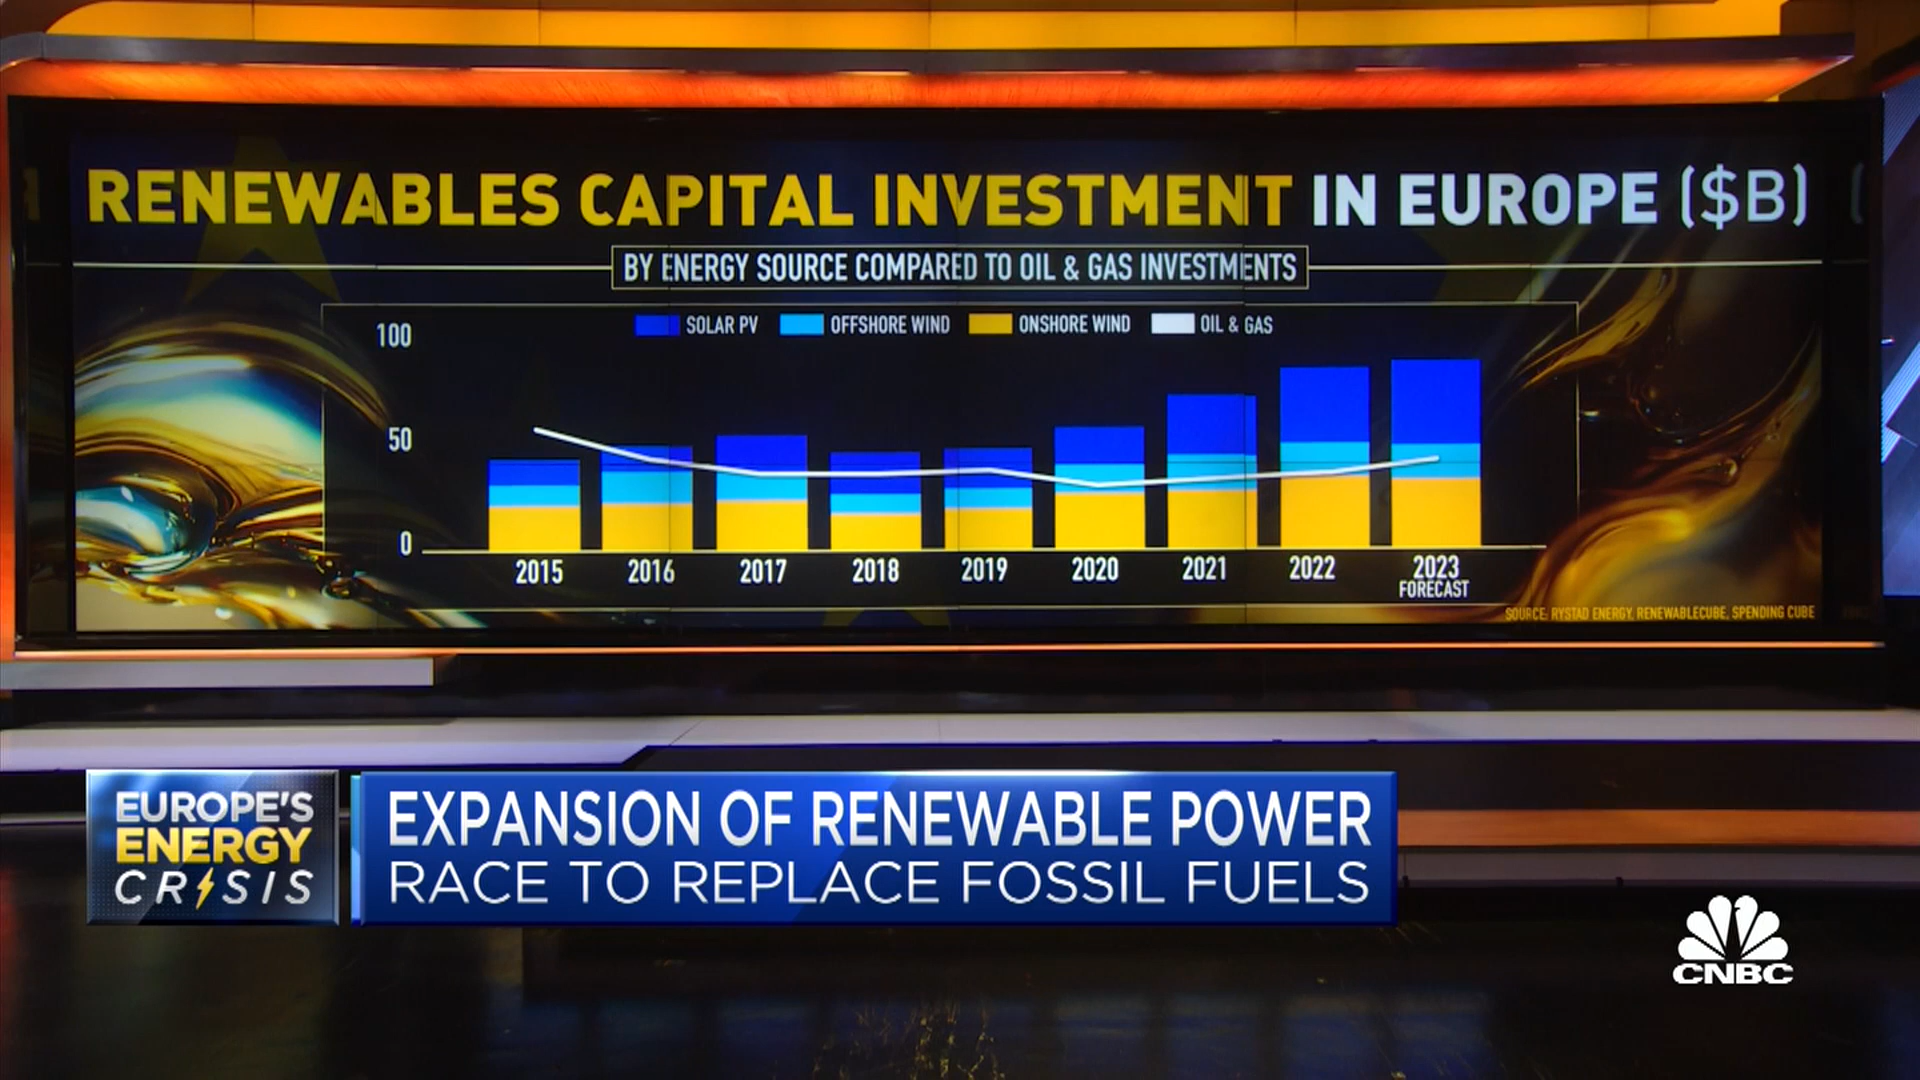 RENEWABLES CAPITAL INVESTMENT IN EUROPE ($B)
BY ENERGY SOURCE COMPARED TO OIL & GAS INVESTMENTS
SOLAR PV OFFSHORE WIND ONSHORE WIND OIL & GAS
100
50
0
2015 2016 2017 2018 2019 2020 2021 2022 2023
FORECAST
SOURCE: RYSTAD ENERGY, RENEWABLECUBE, SPENDING CUBE
EUROPE'S
ENERGY
CRISIS
EXPANSION OF RENEWABLE POWER
RACE TO REPLACE FOSSIL FUELS
CNBC